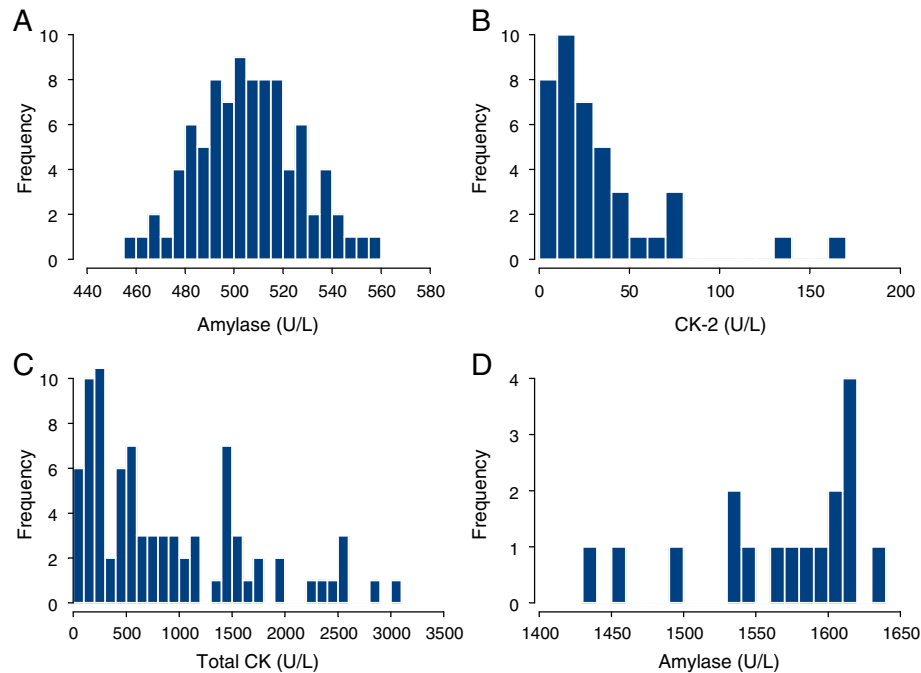 A
10
8
6
4
2
0
Frequency
440 460 480 500 520 540 560 580
Amylase (U/L)
B
10
8
6
4
2
0
Frequency
0 50 100 150 200
CK-2 (U/L)
C
10
8
6
4
2
0
Frequency
0 500 1000 1500 2000 2500 3000 3500
Total CK (U/L)
D
4
3
2
1
0
Frequency
1400 1450 1500 1550 1600 1650
Amylase (U/L)